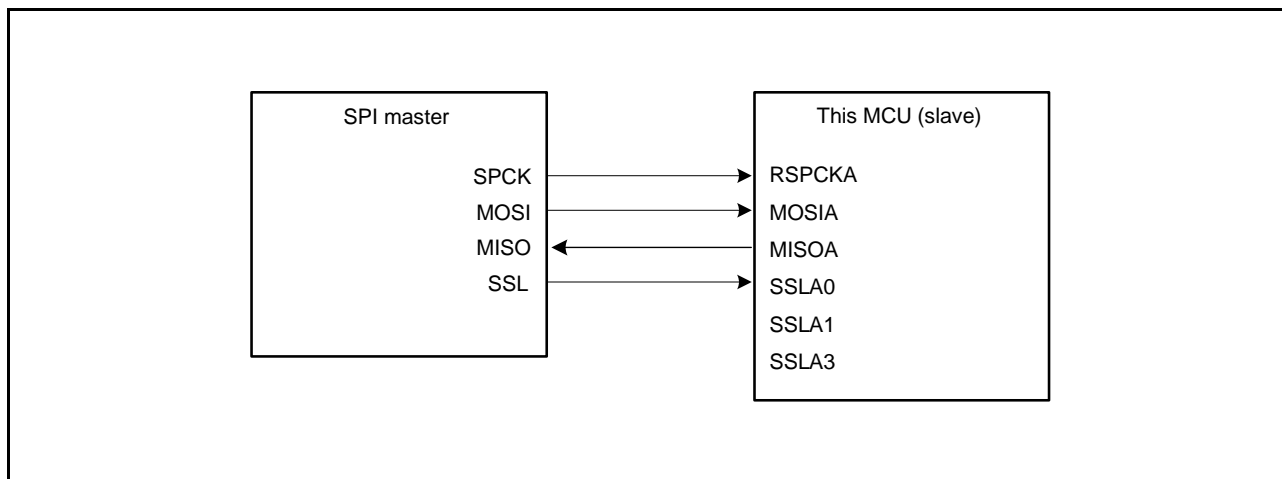 SPI master
SPCK
MOSI
MISO
SSL
This MCU (slave)
RSPCKA
MOSIA
MISOA
SSLA0
SSLA1
SSLA3